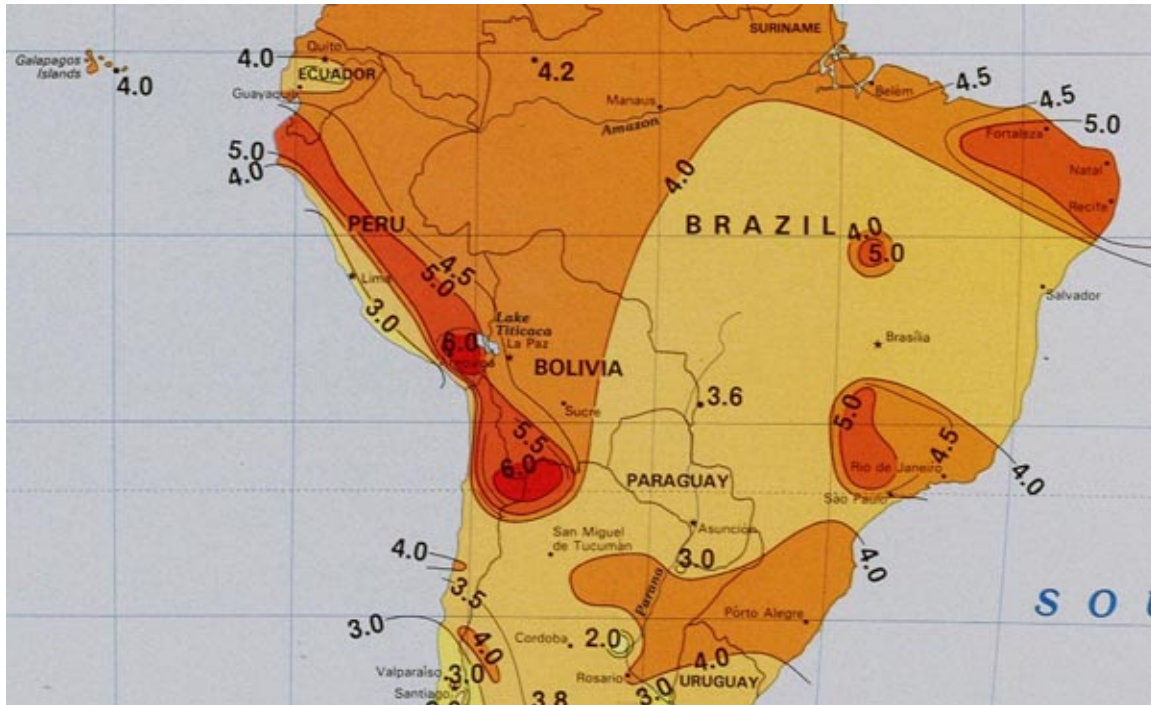 SURINAME
Galapagos
Islands
4.0
4.0
Quito
ECUADOR
Guayaquil
4.2
Manaus
Amazon
Belém
4.5
4.5
5.0
Fortaleza
Natal
Recife
5.0
4.0
4.0
PERU
BRAZIL
4.0
5.0
4.5
5.0
Lima
3.0
Salvador
Lake
Titicaca
La Paz
6.0
BOLIVIA
Brasília
Sucre
3.6
5.0
4.5
5.5
6.0
PARAGUAY
Rio de Janeiro
4.0
São Paulo
Asunción
San Miguel
de Tucumàn
4.0
3.0
4.0
3.5
Parana
Pôrto Alegre
SOU
3.0
4.0
Cordoba
2.0
4.0
Valparaíso
3.0
Rosario
URUGUAY
Santiago
3.8
3.0